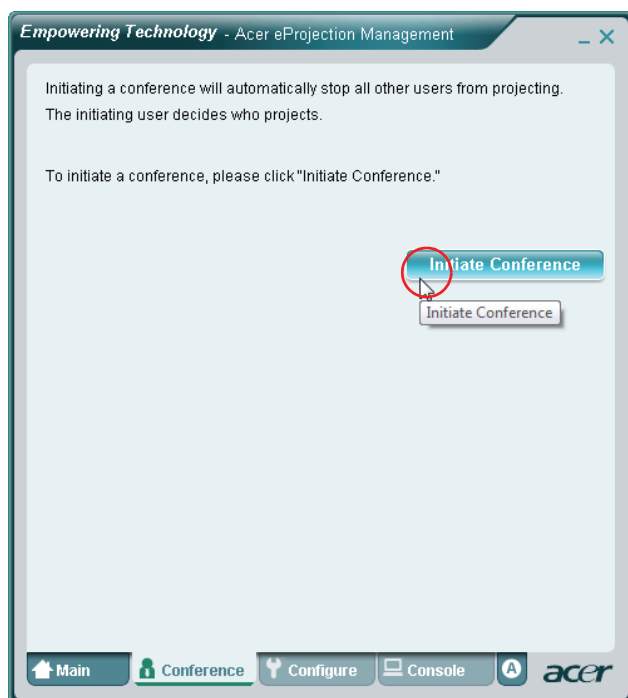 Empowering Technology - Acer eProjection Management
Initiating a conference will automatically stop all other users from projecting.
The initiating user decides who projects.
To initiate a conference, please click "Initiate Conference."
Initiate Conference
Initiate Conference
Main Conference Configure Console A acer